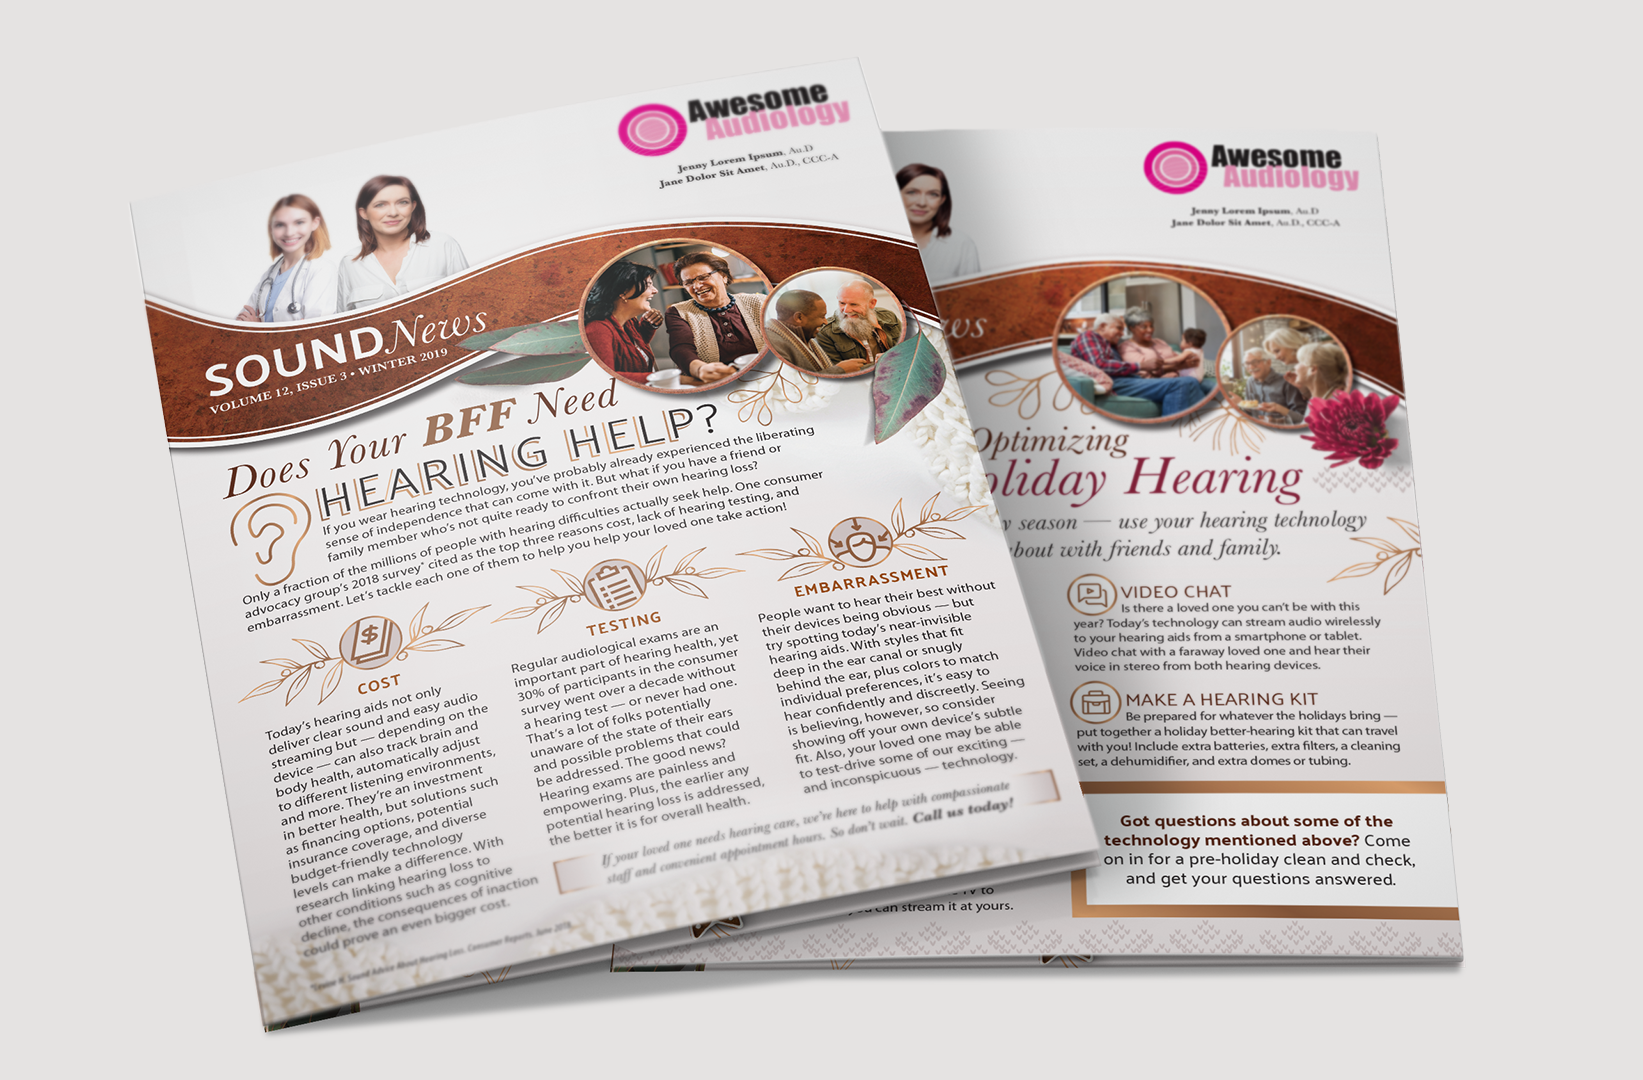 Awesome
Audiology
Jenny Lorem Ipsum, Au.D
Jane Dolor Sit Amet, Au.D., CCC-A
SOUNDNews
VOLUME 12, ISSUE 3 • WINTER 2019
Does Your BFF Need
HEARING HELP?
If you wear hearing technology, you've probably already experienced the liberating
sense of independence that can come with it. But what if you have a friend or
family member who's not quite ready to confront their own hearing loss?
Only a fraction of the millions of people with hearing difficulties actually seek help. One consumer
advocacy group's 2018 survey* cited as the top three reasons cost, lack of hearing testing, and
embarrassment. Let's tackle each one of them to help you help your loved one take action!
COST
Today's hearing aids not only
deliver clear sound and easy audio
streaming but — depending on the
device — can also track brain and
body health, automatically adjust
to different listening environments,
and more. They're an investment
in better health, but solutions such
as financing options, potential
insurance coverage, and diverse
budget-friendly technology
levels can make a difference. With
research linking hearing loss to
other conditions such as cognitive
decline, the consequences of inaction
could prove an even bigger cost.
TESTING
Regular audiological exams are an
important part of hearing health, yet
30% of participants in the consumer
survey went over a decade without
a hearing test — or never had one.
That's a lot of folks potentially
unaware of the state of their ears
and possible problems that could
be addressed. The good news?
Hearing exams are painless and
empowering. Plus, the earlier any
potential hearing loss is addressed,
the better it is for overall health.
EMBARRASSMENT
People want to hear their best without
their devices being obvious — but
try spotting today's near-invisible
hearing aids. With styles that fit
deep in the ear canal or snugly
behind the ear, plus colors to match
individual preferences, it's easy to
hear confidently and discreetly. Seeing
is believing, however, so consider
showing off your own device's subtle
fit. Also, your loved one may be able
to test-drive some of our exciting —
and inconspicuous — technology.
If your loved one needs hearing care, we're here to help with compassionate
staff and convenient appointment hours. So don't wait. Call us today!
Sound Advice About Hearing Loss. Consumer Reports. June 2018
Awesome
Audiology
Jenny Lorem Ipsum, Au.D
Jane Dolor Sit Amet, Au.D., CCC-A
ws
Optimizing
oliday Hearing
y season — use your hearing technology
bout with friends and family.
VIDEO CHAT
Is there a loved one you can't be with this
year? Today's technology can stream audio wirelessly
to your hearing aids from a smartphone or tablet.
Video chat with a faraway loved one and hear their
voice in stereo from both hearing devices.
MAKE A HEARING KIT
Be prepared for whatever the holidays bring —
put together a holiday better-hearing kit that can travel
with you! Include extra batteries, extra filters, a cleaning
set, a dehumidifier, and extra domes or tubing.
Got questions about some of the
technology mentioned above? Come
on in for a pre-holiday clean and check,
and get your questions answered.
TV to
you can stream it at yours.